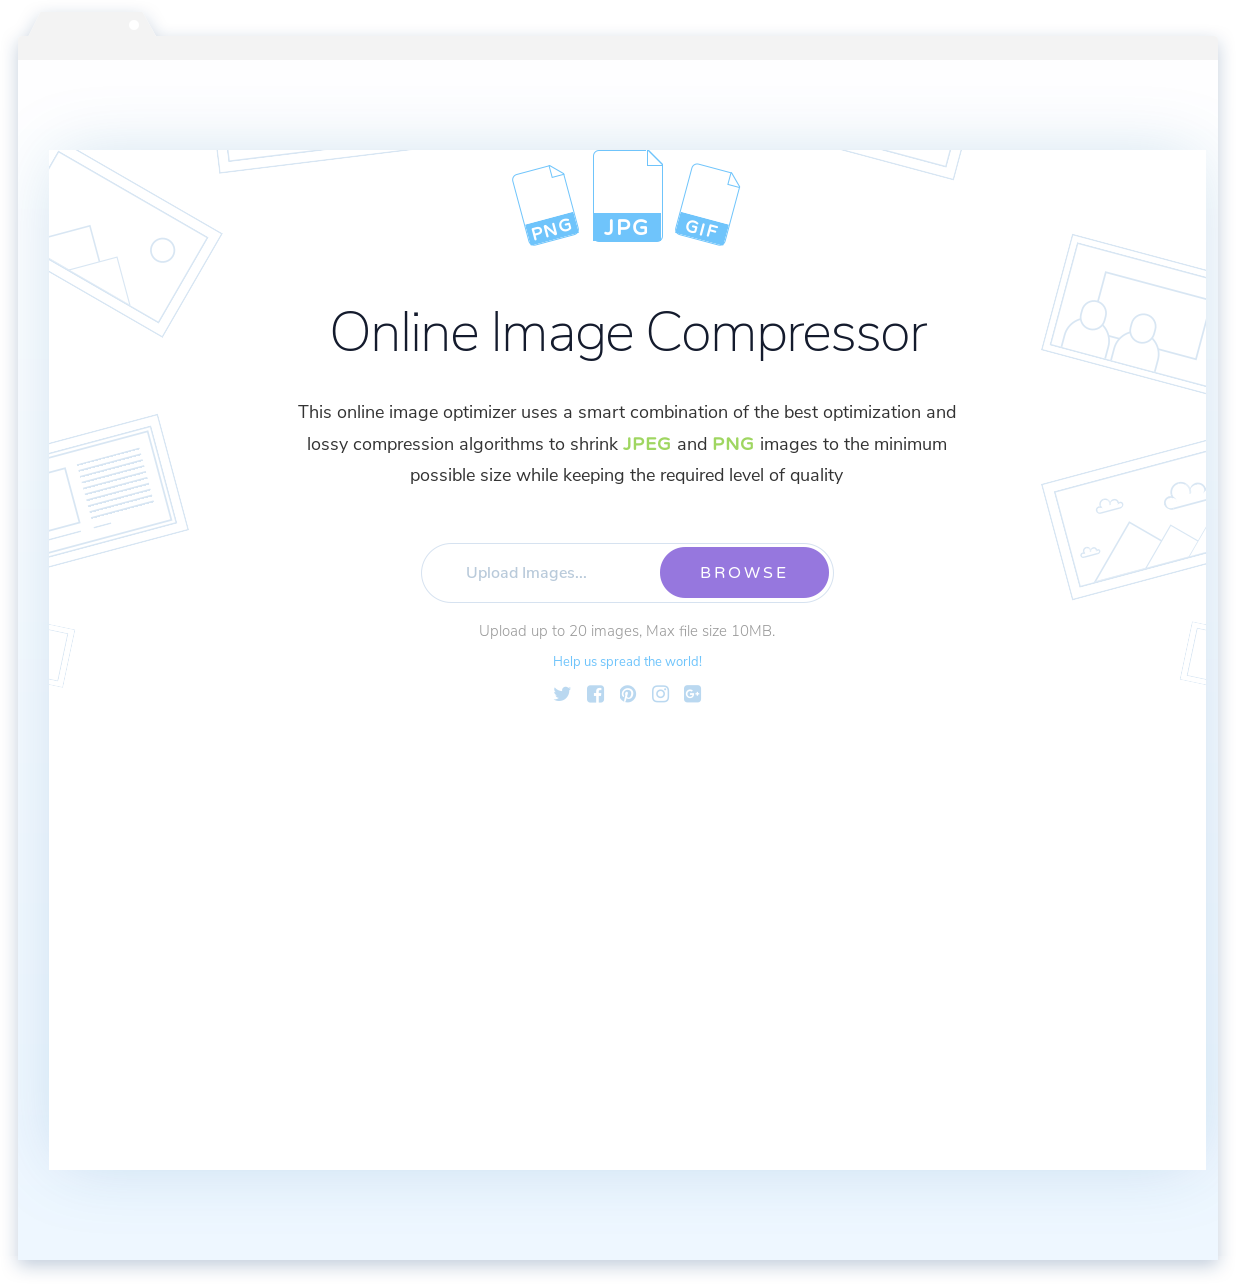 PNG
JPG
GIF
Online Image Compressor
This online image optimizer uses a smart combination of the best optimization and
lossy compression algorithms to shrink JPEG and PNG images to the minimum
possible size while keeping the required level of quality
Upload Images...
BROWSE
Upload up to 20 images, Max file size 10MB.
Help us spread the world!